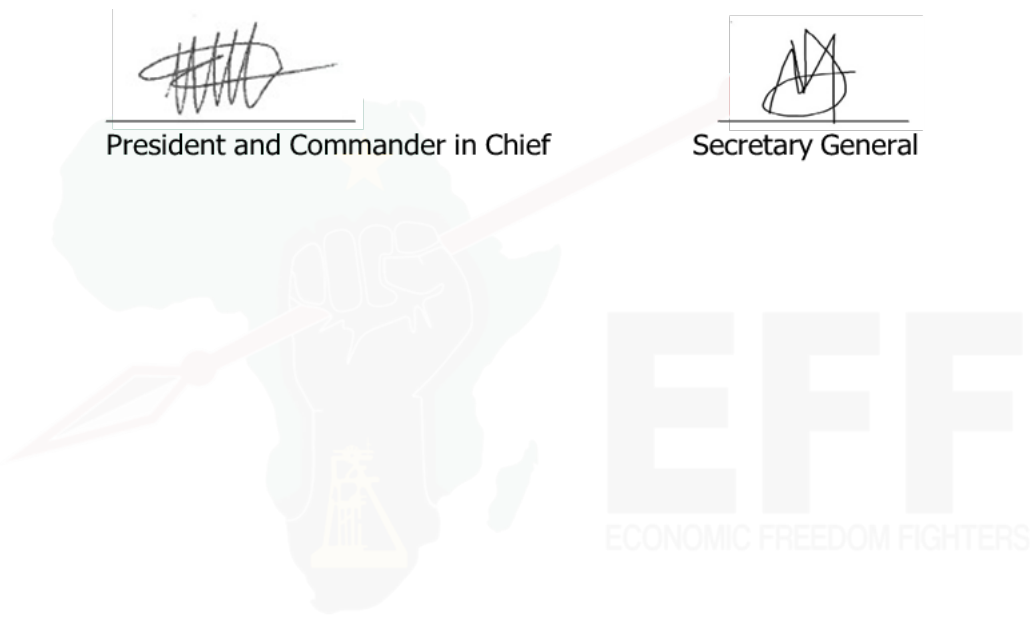 President and Commander in Chief
Secretary General
EFF
ECONOMIC FREEDOM FIGHTERS